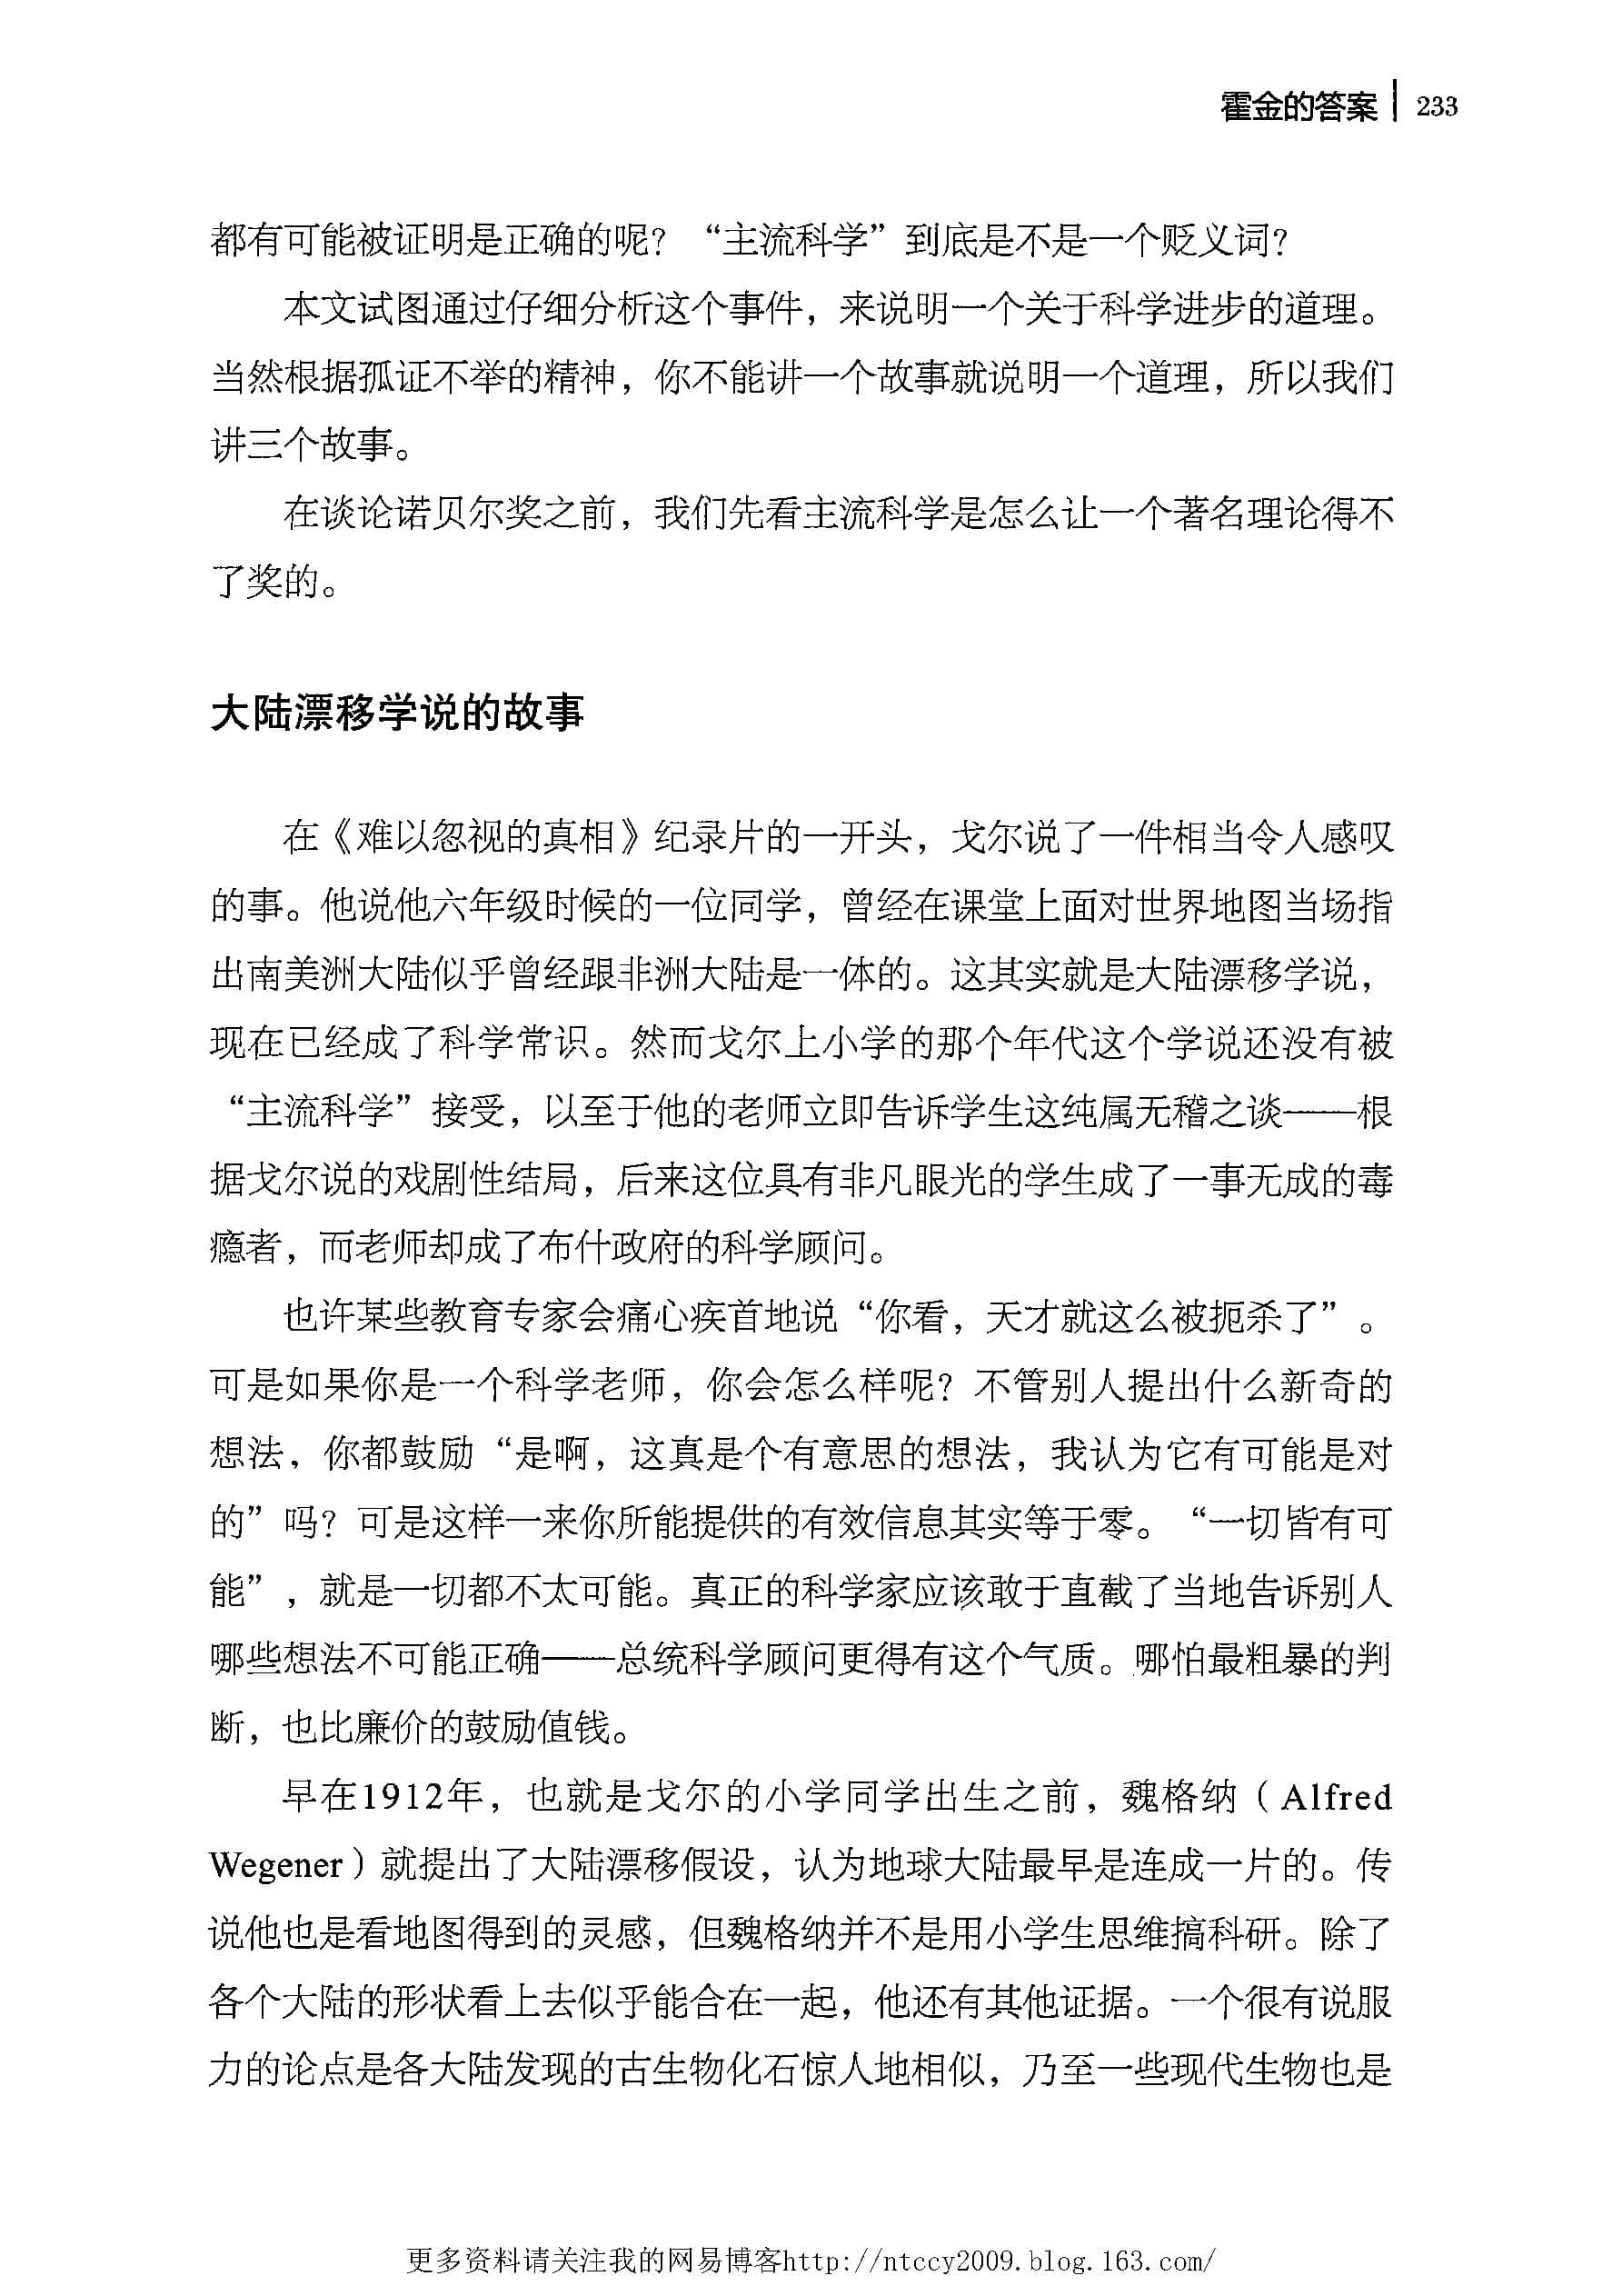 霍金的答案 | 233
都有可能被证明是正确的呢？“主流科学”到底是不是一个贬义词？
本文试图通过仔细分析这个事件，来说明一个关于科学进步的道理。
当然根据孤证不举的精神，你不能讲一个故事就说明一个道理，所以我们
讲三个故事。
在谈论诺贝尔奖之前，我们先看主流科学是怎么让一个著名理论得不
了奖的。
大陆漂移学说的故事
在《难以忽视的真相》纪录片的一开头，戈尔说了一件相当令人感叹
的事。他说他六年级时候的一位同学，曾经在课堂上面对世界地图当场指
出南美洲大陆似乎曾经跟非洲大陆是一体的。这其实就是大陆漂移学说，
现在已经成了科学常识。然而戈尔上小学的那个年代这个学说还没有被
“主流科学”接受，以至于他的老师立即告诉学生这纯属无稽之谈——根
据戈尔说的戏剧性结局，后来这位具有非凡眼光的学生成了一事无成的毒
瘾者，而老师却成了布什政府的科学顾问。
也许某些教育专家会痛心疾首地说“你看，天才就这么被扼杀了”。
可是如果你是一个科学老师，你会怎么样呢？不管别人提出什么新奇的
想法，你都鼓励“是啊，这真是个有意思的想法，我认为它有可能是对
的”吗？可是这样一来你所能提供的有效信息其实等于零。“一切皆有可
能”，就是一切都不太可能。真正的科学家应该敢于直截了当地告诉别人
哪些想法不可能正确——总统科学顾问更得有这个气质。哪怕最粗暴的判
断，也比廉价的鼓励值钱。
早在1912年，也就是戈尔的小学同学出生之前，魏格纳（Alfred
Wegener）就提出了大陆漂移假设，认为地球大陆最早是连成一片的。传
说他也是看地图得到的灵感，但魏格纳并不是用小学生思维搞科研。除了
各个大陆的形状看上去似乎能合在一起，他还有其他证据。一个很有说服
力的论点是各大陆发现的古生物化石惊人地相似，乃至一些现代生物也是
更多资料请关注我的网易博客http://ntccy2009.blog.163.com/